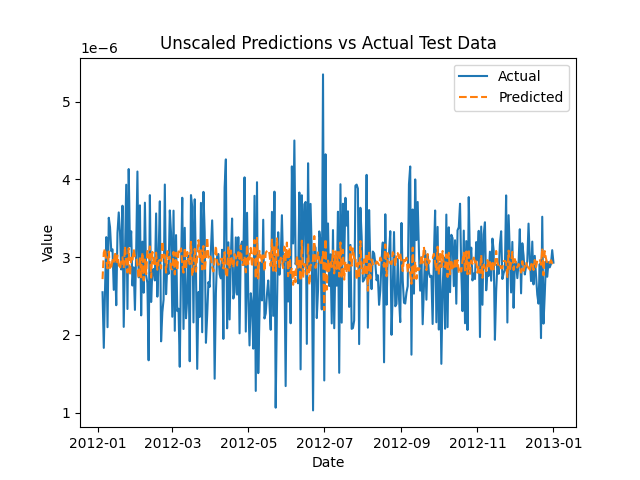 Unscaled Predictions vs Actual Test Data
1e−6
Actual
Predicted
5
4
3
2
1
Value
2012-01
2012-03
2012-05
2012-07
2012-09
2012-11
2013-01
Date